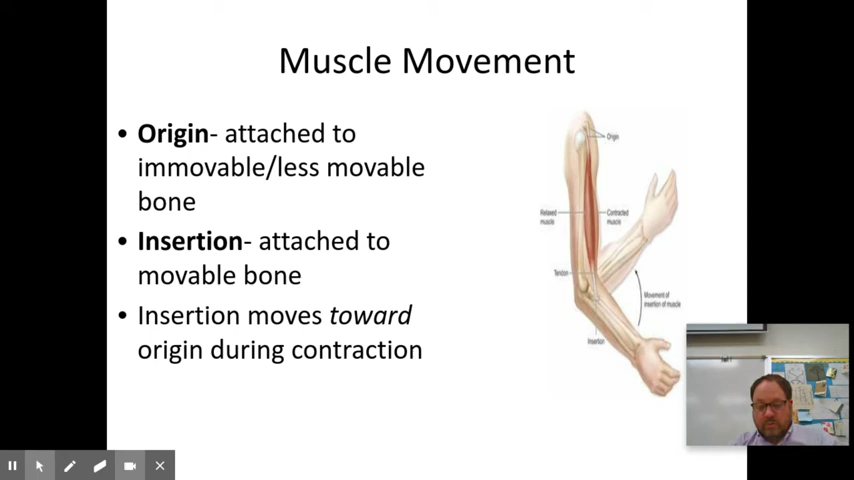 Muscle Movement
• Origin- attached to
immovable/less movable
bone
• Insertion- attached to
movable bone
• Insertion moves toward
origin during contraction
Origin
Relaxed
muscle
Contracted
muscle
Tendon
Movement of
insertion of muscle
Insertion